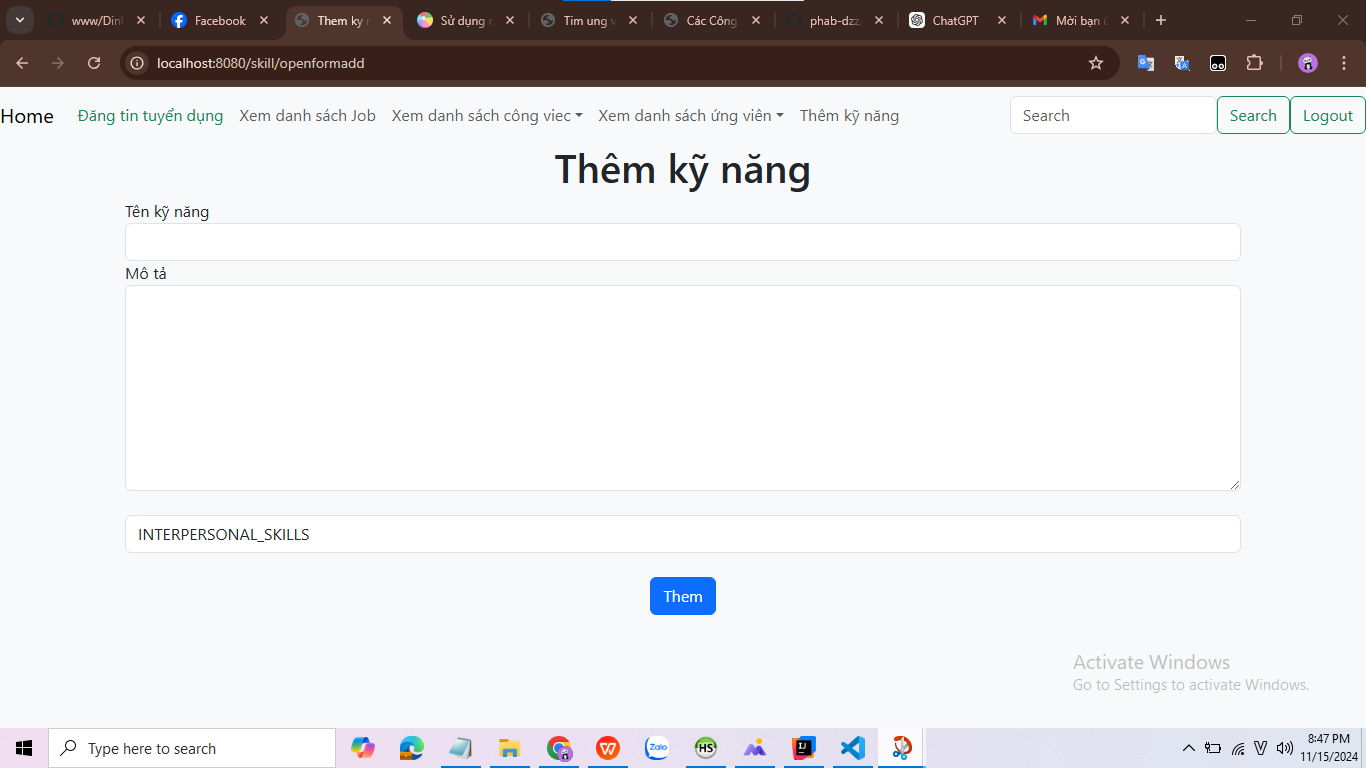 www/Dinh
Facebook
Them ky n
Sử dụng n
Tim ung v
Các Công
phab-dzz/
ChatGPT
Mời bạn ứ
localhost:8080/skill/openformadd
Home Đăng tin tuyển dụng Xem danh sách Job Xem danh sách công viec Xem danh sách ứng viên Thêm kỹ năng Search Search Logout
Thêm kỹ năng
Tên kỹ năng
Mô tả
INTERPERSONAL_SKILLS
Them
Activate Windows
Go to Settings to activate Windows.
Type here to search
Zalo
HS
8:47 PM
11/15/2024